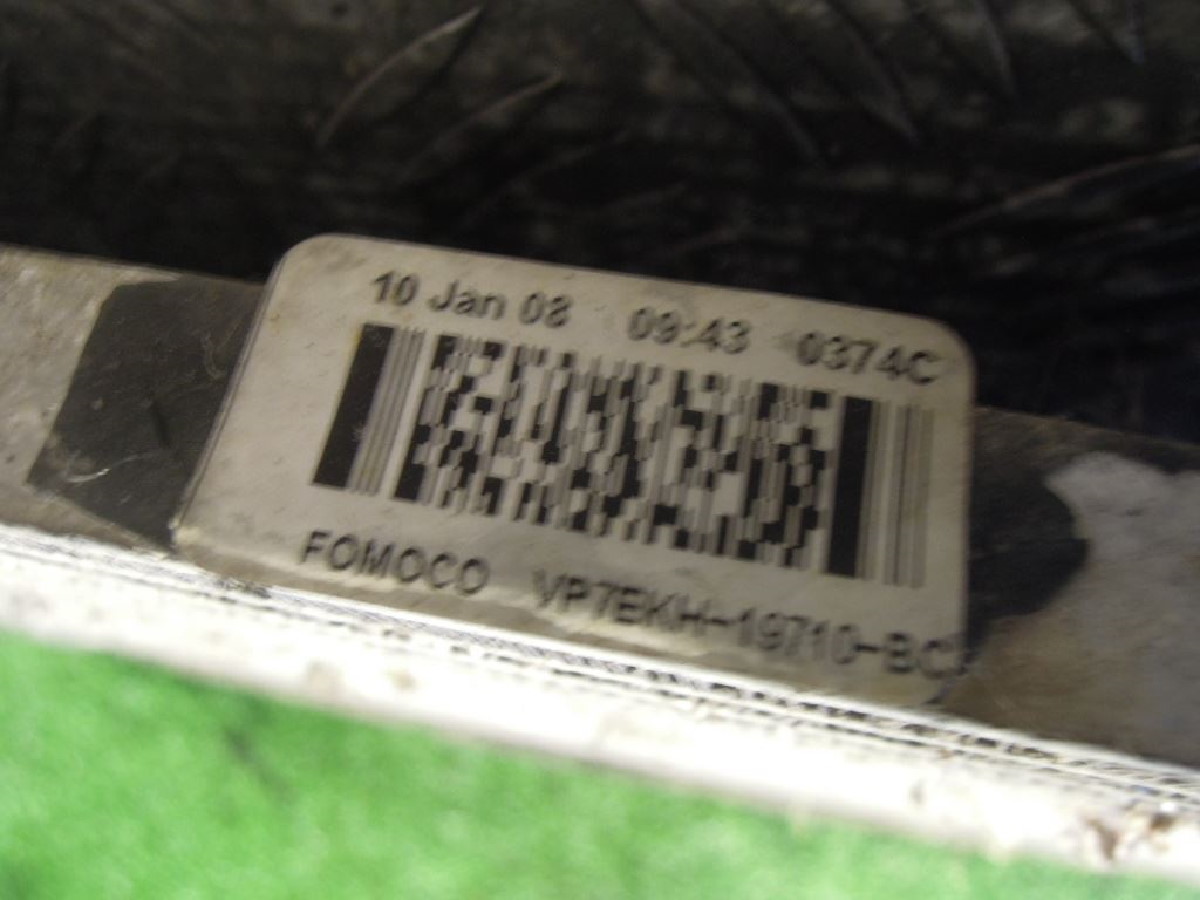 10 Jan 08 09:43 0374C
FOMOCO VP7EKH-19710-BC